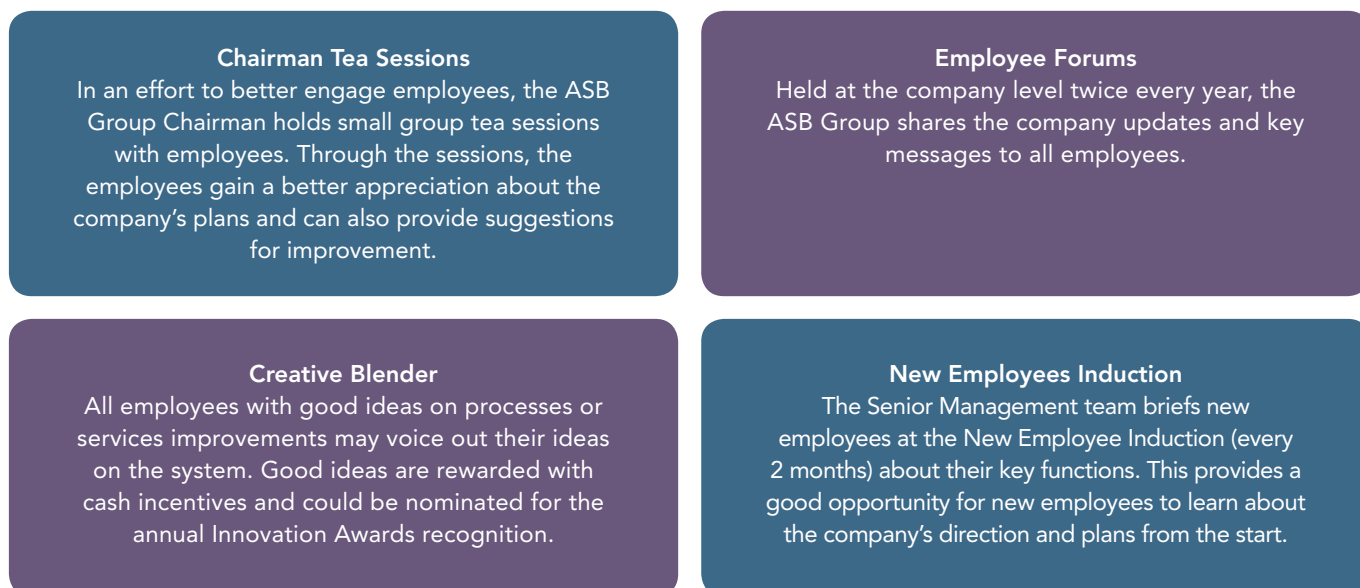 Chairman Tea Sessions
In an effort to better engage employees, the ASB
Group Chairman holds small group tea sessions
with employees. Through the sessions, the
employees gain a better appreciation about the
company's plans and can also provide suggestions
for improvement.
Employee Forums
Held at the company level twice every year, the
ASB Group shares the company updates and key
messages to all employees.
Creative Blender
All employees with good ideas on processes or
services improvements may voice out their ideas
on the system. Good ideas are rewarded with
cash incentives and could be nominated for the
annual Innovation Awards recognition.
New Employees Induction
The Senior Management team briefs new
employees at the New Employee Induction (every
2 months) about their key functions. This provides a
good opportunity for new employees to learn about
the company's direction and plans from the start.